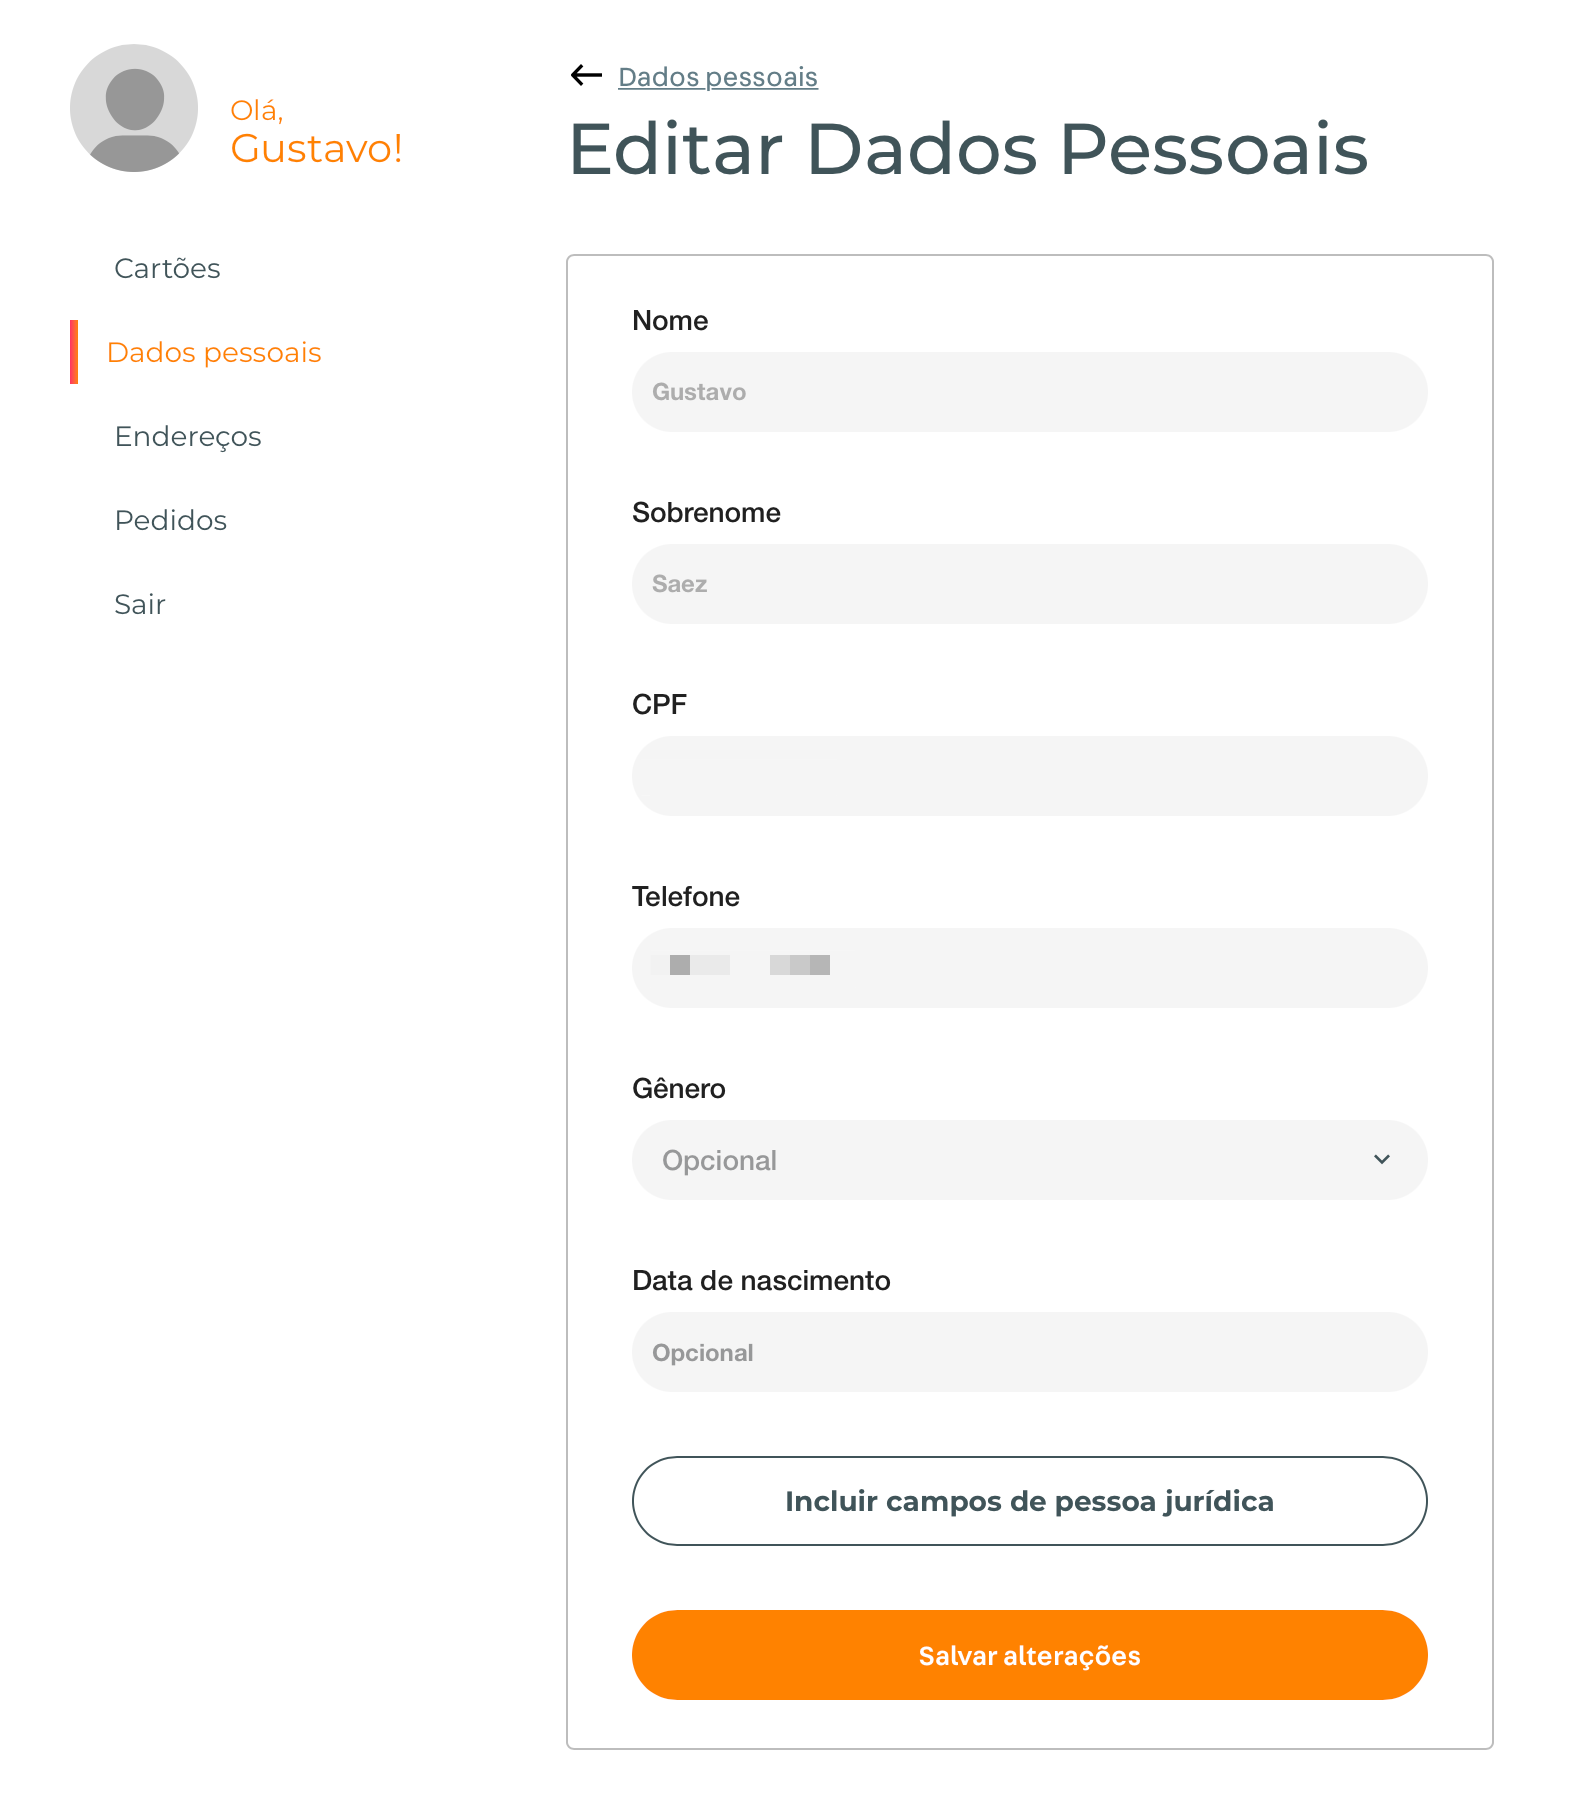 Olá,
Gustavo!
Cartões
Dados pessoais
Endereços
Pedidos
Sair
Dados pessoais
Editar Dados Pessoais
Nome
Gustavo
Sobrenome
Saez
CPF
Telefone
Gênero
Opcional
Data de nascimento
Opcional
Incluir campos de pessoa jurídica
Salvar alterações